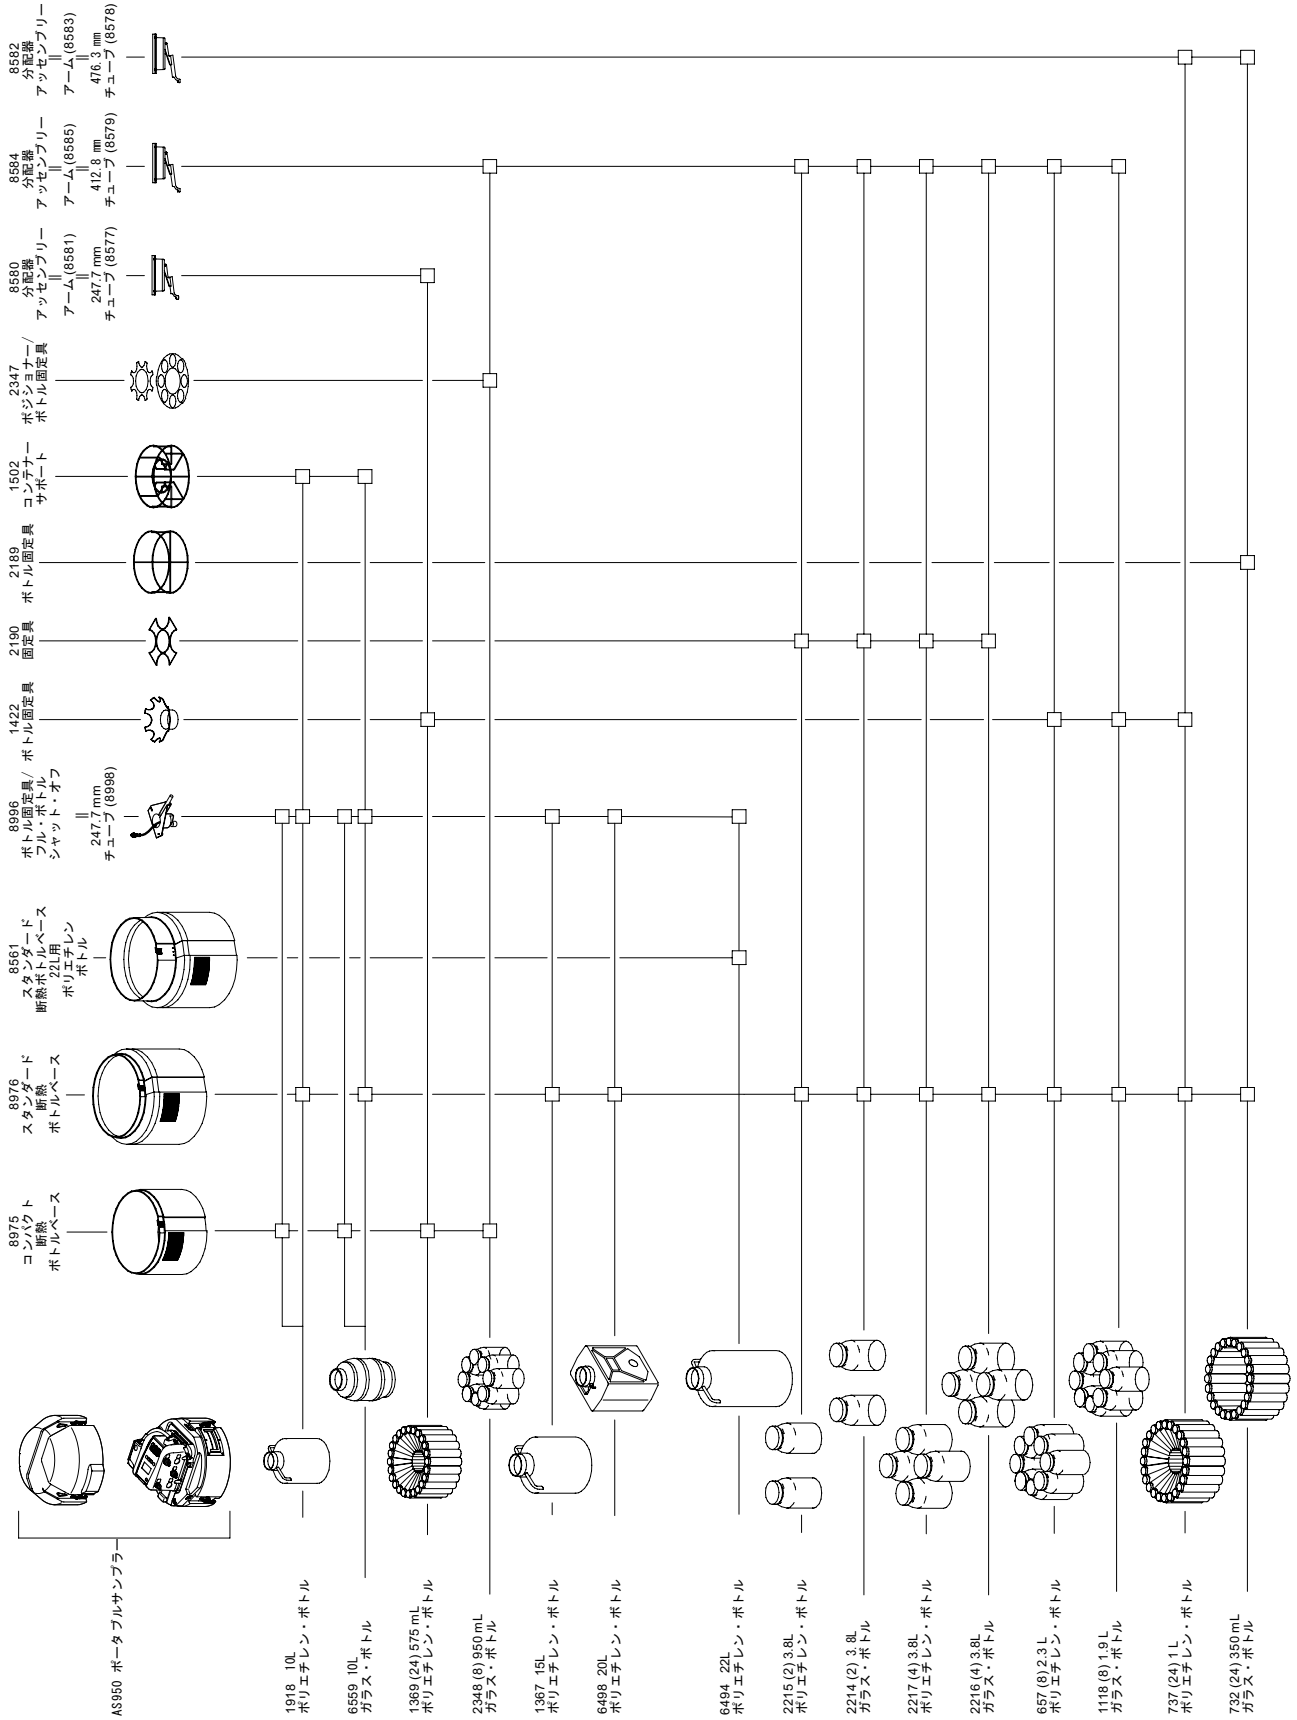 AS950 ポータブルサンプラー
8975
コンパクト
断熱
ボトルベース
8976
スタンダード
断熱
ボトルベース
8561
スタンダード
断熱ボトルベース
22L用
ポリエチレン
ボトル
8996
ボトル固定具/
フル・ボトル
シャット・オフ
247.7 mm
チューブ (8998)
1422
ボトル固定具
2190
固定具
2189
ボトル固定具
1502
コンテナー
サポート
2347
ポジショナー/
ボトル固定具
8580
分配器
アッセンブリー
アーム (8581)
247.7 mm
チューブ (8577)
8584
分配器
アッセンブリー
アーム (8585)
412.8 mm
チューブ (8579)
8582
分配器
アッセンブリー
アーム (8583)
476.3 mm
チューブ (8578)
1918 10L
ポリエチレン・ボトル
6559 10L
ガラス・ボトル
1369 (24) 575 mL
ポリエチレン・ボトル
2348 (8) 950 mL
ガラス・ボトル
1367 15L
ポリエチレン・ボトル
6498 20L
ポリエチレン・ボトル
6494 22L
ポリエチレン・ボトル
2215 (2) 3.8L
ポリエチレン・ボトル
2214 (2) 3.8L
ガラス・ボトル
2217 (4) 3.8L
ポリエチレン・ボトル
2216 (4) 3.8L
ガラス・ボトル
657 (8) 2.3 L
ポリエチレン・ボトル
1118 (8) 1.9 L
ガラス・ボトル
737 (24) 1 L
ポリエチレン・ボトル
732 (24) 350 mL
ガラス・ボトル